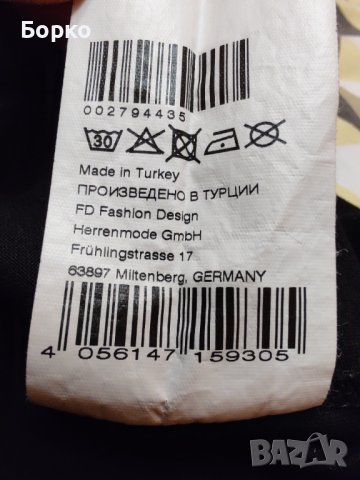 Борко
002794435
30
Made in Turkey
ПРОИЗВЕДЕНО В ТУРЦИИ
FD Fashion Design
Herrenmode GmbH
Frühlingstrasse 17
63897 Miltenberg, GERMANY
4 056147 159305
BAZAR